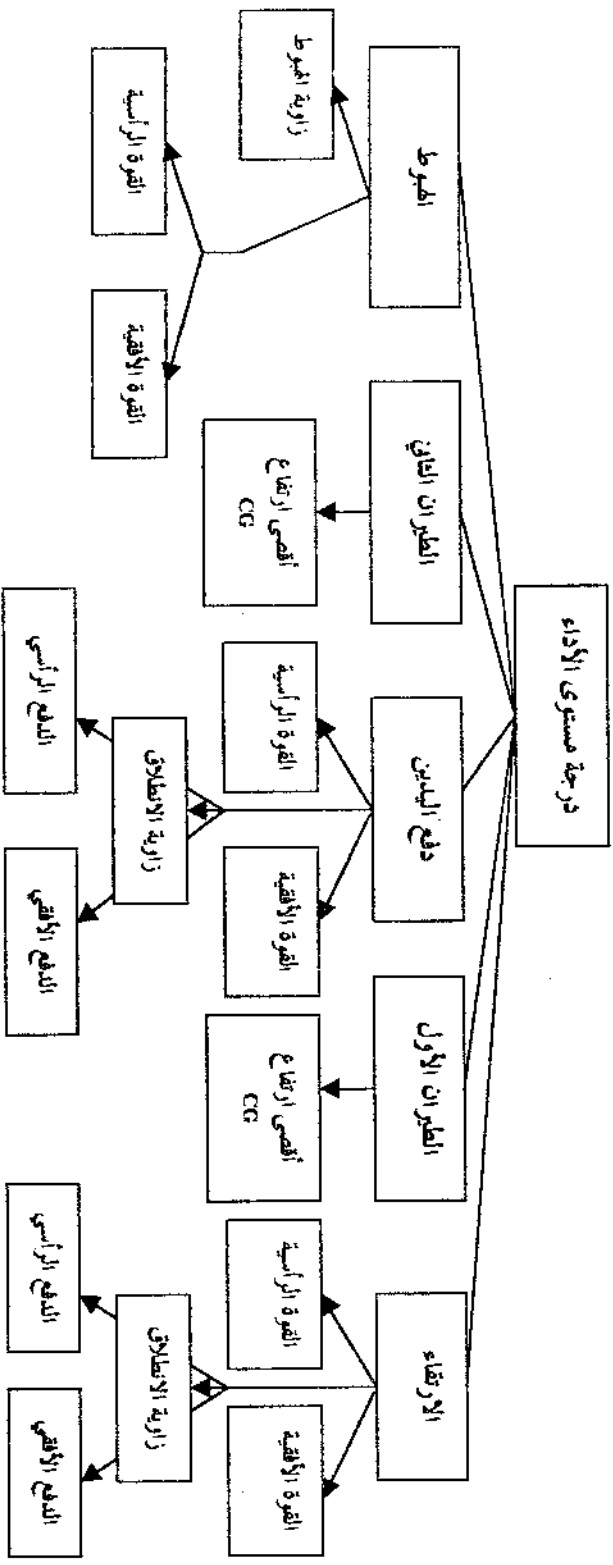 درجة مستوى الأداء
الارتقاء
الطيران الأول
دفع اليدين
الطيران الثاني
الهبوط
القوة الأفقية
القوة الرأسية
أقصى ارتفاع
CG
القوة الأفقية
القوة الرأسية
أقصى ارتفاع
CG
زاوية الهبوط
زاوية الانطلاق
زاوية الانطلاق
القوة الأفقية
القوة الرأسية
الدفع الأفقي
الدفع الرأسي
الدفع الأفقي
الدفع الرأسي